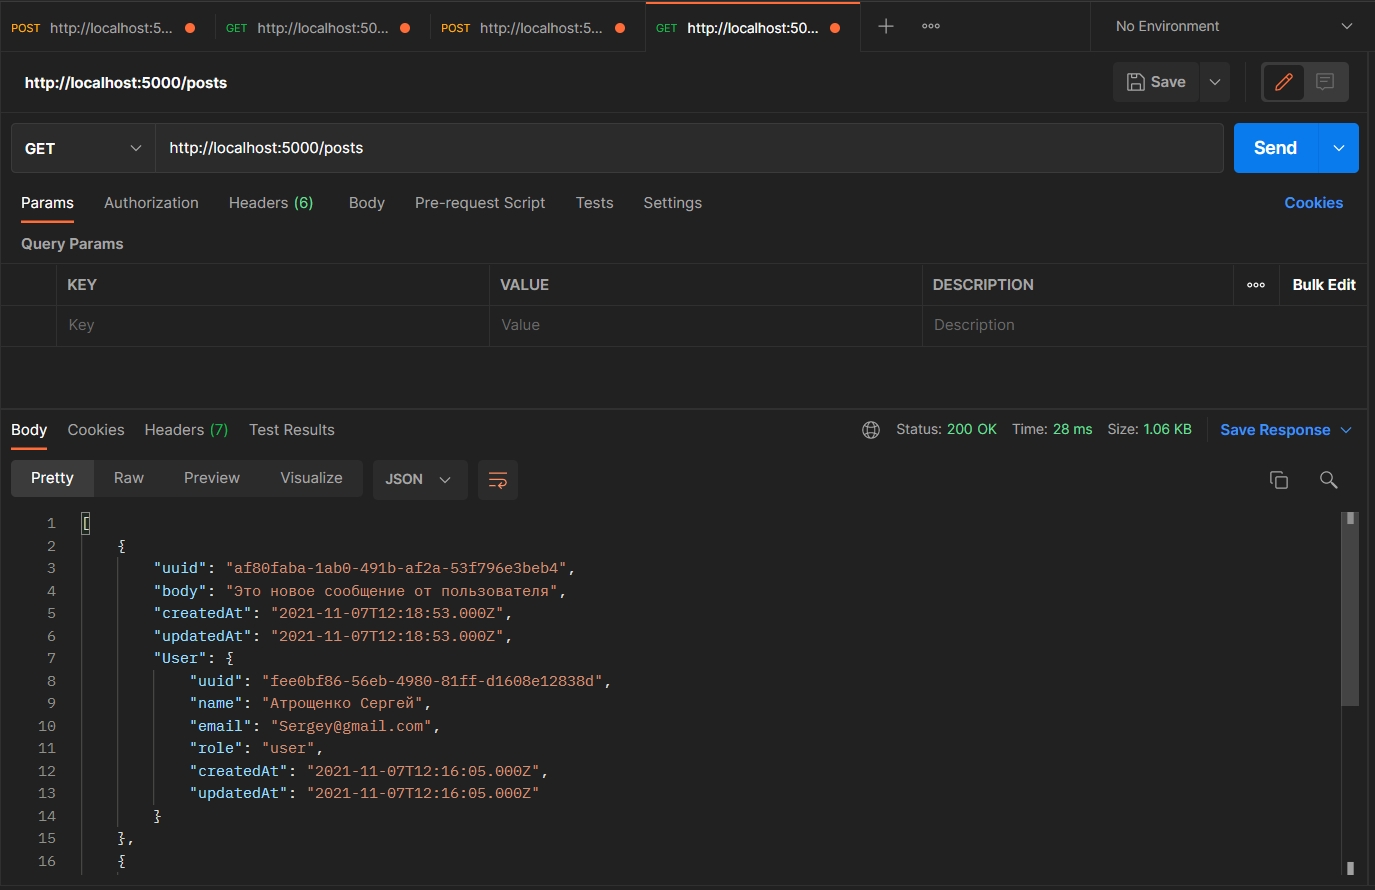 POST http://localhost:5... GET http://localhost:50... POST http://localhost:5... GET http://localhost:50... No Environment
http://localhost:5000/posts Save
GET http://localhost:5000/posts Send
Params Authorization Headers (6) Body Pre-request Script Tests Settings Cookies
Query Params
KEY VALUE DESCRIPTION Bulk Edit
Key Value Description
Body Cookies Headers (7) Test Results Status: 200 OK Time: 28 ms Size: 1.06 KB Save Response
Pretty Raw Preview Visualize JSON
1 [
2 {
3 "uuid": "af80faba-1ab0-491b-af2a-53f796e3beb4",
4 "body": "Это новое сообщение от пользователя",
5 "createdAt": "2021-11-07T12:18:53.000Z",
6 "updatedAt": "2021-11-07T12:18:53.000Z",
7 "User": {
8 "uuid": "fee0bf86-56eb-4980-81ff-d1608e12838d",
9 "name": "Атрощенко Сергей",
10 "email": "Sergey@gmail.com",
11 "role": "user",
12 "createdAt": "2021-11-07T12:16:05.000Z",
13 "updatedAt": "2021-11-07T12:16:05.000Z"
14 }
15 },
16 {